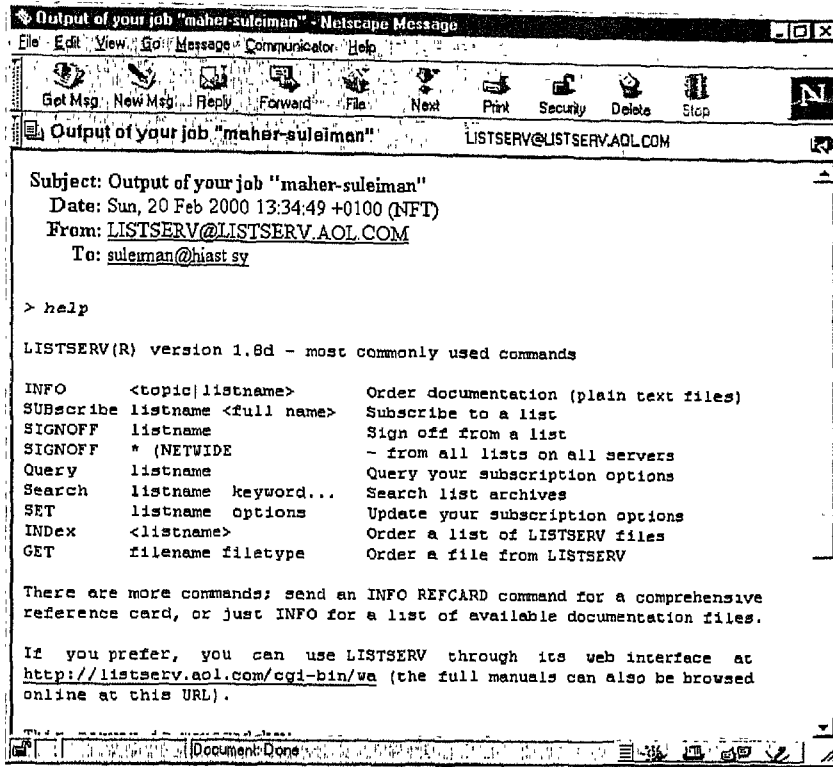 Output of your job "maher-suleiman" - Netscape Message
File Edit View Go Message Communicator Help
Get Msg New Msg Reply Forward File Next Print Security Delete Stop
N
Output of your job "maher-suleiman" LISTSERV@LISTSERV.AOL.COM
Subject: Output of your job "maher-suleiman"
Date: Sun, 20 Feb 2000 13:34:49 +0100 (NFT)
From: LISTSERV@LISTSERV.AOL.COM
To: suleiman@hiast sy
> help
LISTSERV(R) version 1.8d - most commonly used commands
INFO <topic|listname> Order documentation (plain text files)
SUBscribe listname <full name> Subscribe to a list
SIGNOFF listname Sign off from a list
SIGNOFF * (NETWIDE - from all lists on all servers
Query listname Query your subscription options
Search listname keyword... Search list archives
SET listname options Update your subscription options
INDex <listname> Order a list of LISTSERV files
GET filename filetype Order a file from LISTSERV
There are more commands; send an INFO REFCARD command for a comprehensive
reference card, or just INFO for a list of available documentation files.
If you prefer, you can use LISTSERV through its web interface at
http://listserv.aol.com/cgi-bin/wa (the full manuals can also be browsed
online at this URL).
Document: Done